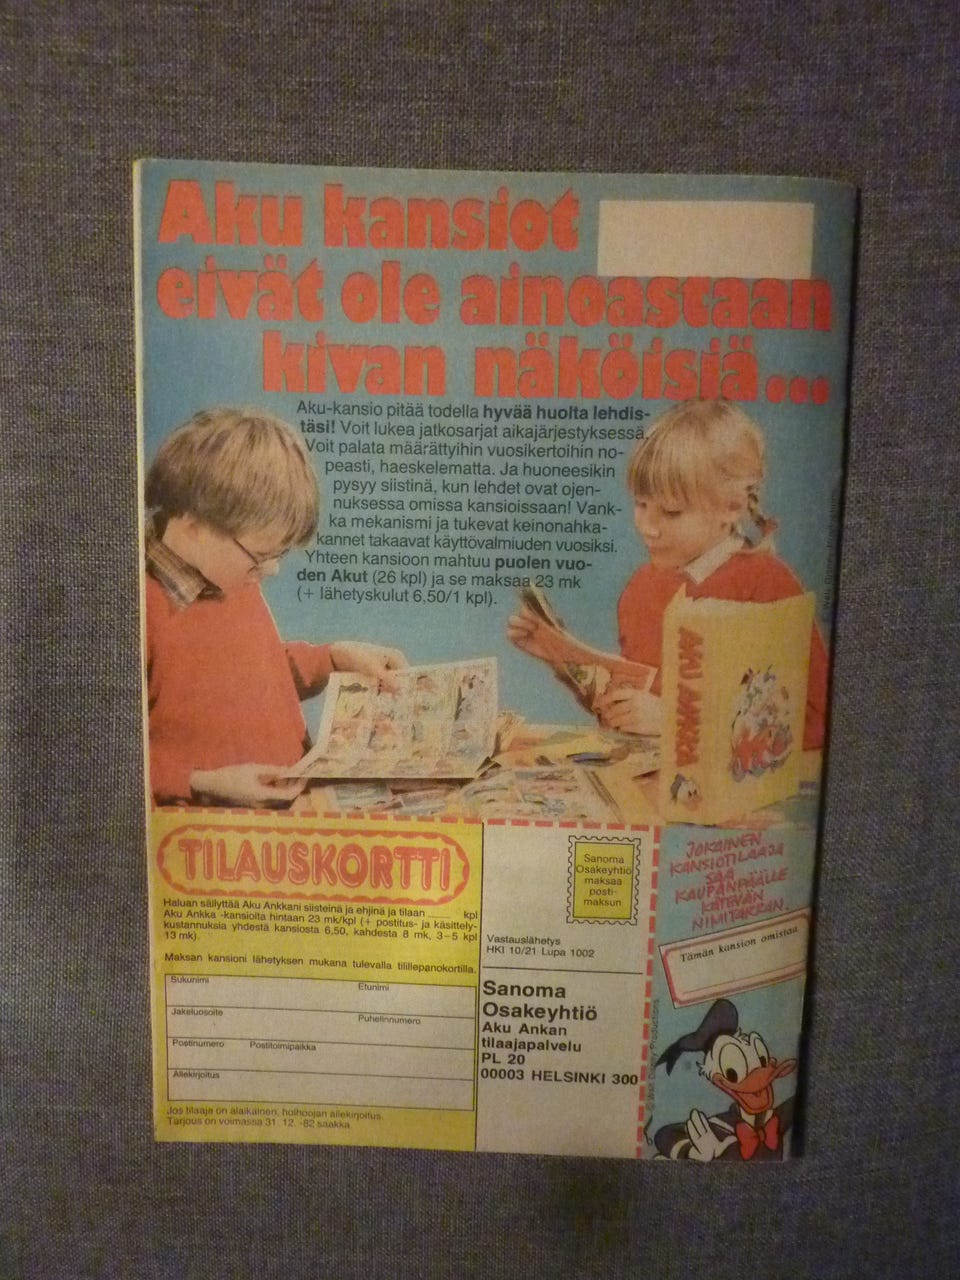 Aku kansiot
eivät ole ainoastaan
kivan näköisiä...
Aku-kansio pitää todella hyvää huolta lehdis-
täsi! Voit lukea jatkosarjat aikajärjestyksessä.
Voit palata määrättyihin vuosikertoihin no-
peasti, haeskelematta. Ja huoneesikin
pysyy siistinä, kun lehdet ovat ojen-
nuksessa omissa kansioissaan! Vank-
ka mekanismi ja tukevat keinonahka-
kannet takaavat käyttövalmiuden vuosiksi.
Yhteen kansioon mahtuu puolen vuo-
den Akut (26 kpl) ja se maksaa 23 mk
(+ lähetyskulut 6,50/1 kpl).
AKU ANKKA
TILAUSKORTTI
Haluan säilyttää Aku Ankkani siisteinä ja ehjinä ja tilaan ______ kpl
Aku Ankka -kansioita hintaan 23 mk/kpl (+ postitus- ja käsittely-
kustannuksia yhdestä kansiosta 6,50, kahdesta 8 mk, 3–5 kpl
13 mk).
Maksan kansioni lähetyksen mukana tulevalla tilillepanokortilla.
Sukunimi Etunimi
Jakeluosoite Puhelinnumero
Postinumero Postitoimipaikka
Allekirjoitus
Jos tilaaja on alaikäinen, holhoojan allekirjoitus.
Tarjous on voimassa 31. 12. -82 saakka.
Sanoma
Osakeyhtiö
maksaa
posti-
maksun
Vastauslähetys
HKI 10/21 Lupa 1002
Sanoma
Osakeyhtiö
Aku Ankan
tilaajapalvelu
PL 20
00003 HELSINKI 300
JOKAINEN
KANSIOTILAAJA
SAA
KAUPANPÄÄLLE
KÄTEVÄN
NIMITARRAN.
Tämän kansion omistaa
© Walt Disney Productions